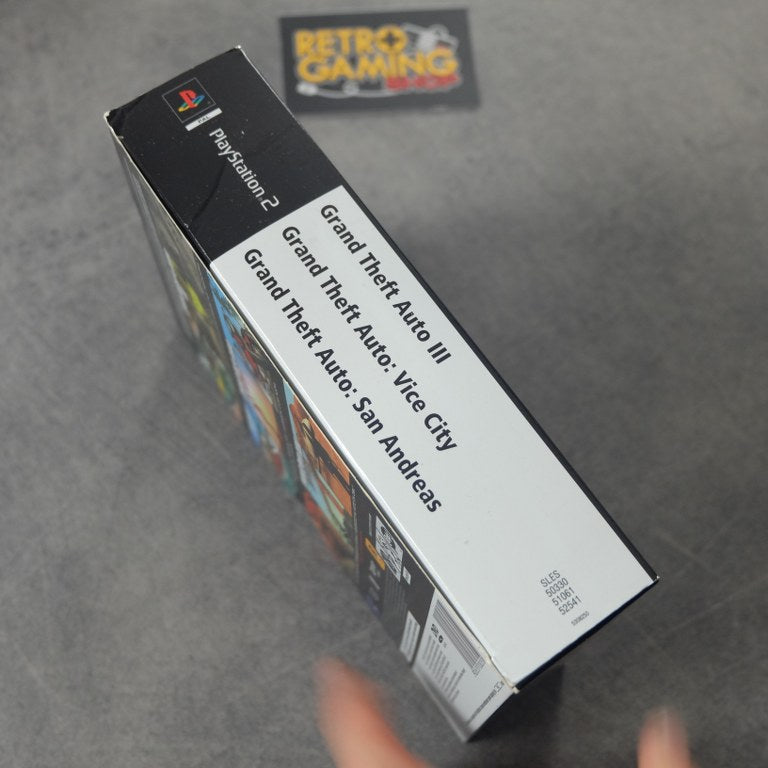 RETRO
GAMING
SHOP
PAL
PlayStation.2
Grand Theft Auto III
Grand Theft Auto: Vice City
Grand Theft Auto: San Andreas
SLES
50330
51061
52541